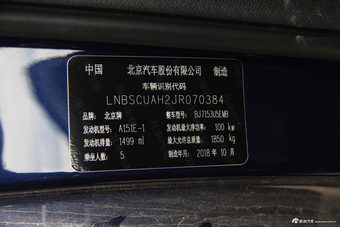 中国 北京汽车股份有限公司 制造
车辆识别代码
LNBSCUAH2JR070384
品牌：北京牌 整车型号：BJ7153U5EMB
发动机型号：A151E-1 发动机最大净功率：100 kw
发动机排量：1499 ml 最大允许总质量：1850 kg
乘坐人数：5 制造年月：2018年10月